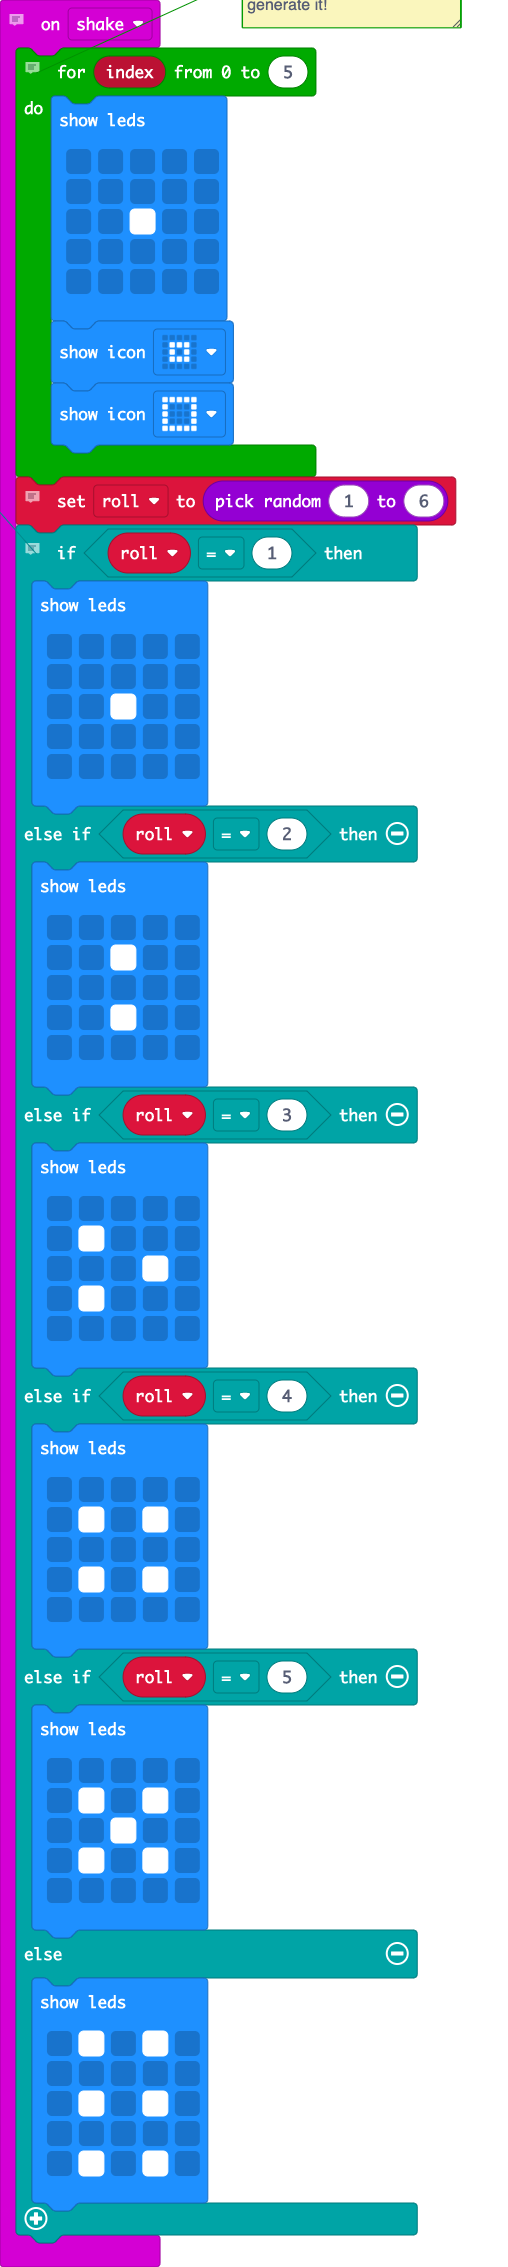 generate it!
on shake
for index from 0 to 5
do
show leds
show icon
show icon
set roll to pick random 1 to 6
if roll = 1 then
show leds
else if roll = 2 then
show leds
else if roll = 3 then
show leds
else if roll = 4 then
show leds
else if roll = 5 then
show leds
else
show leds